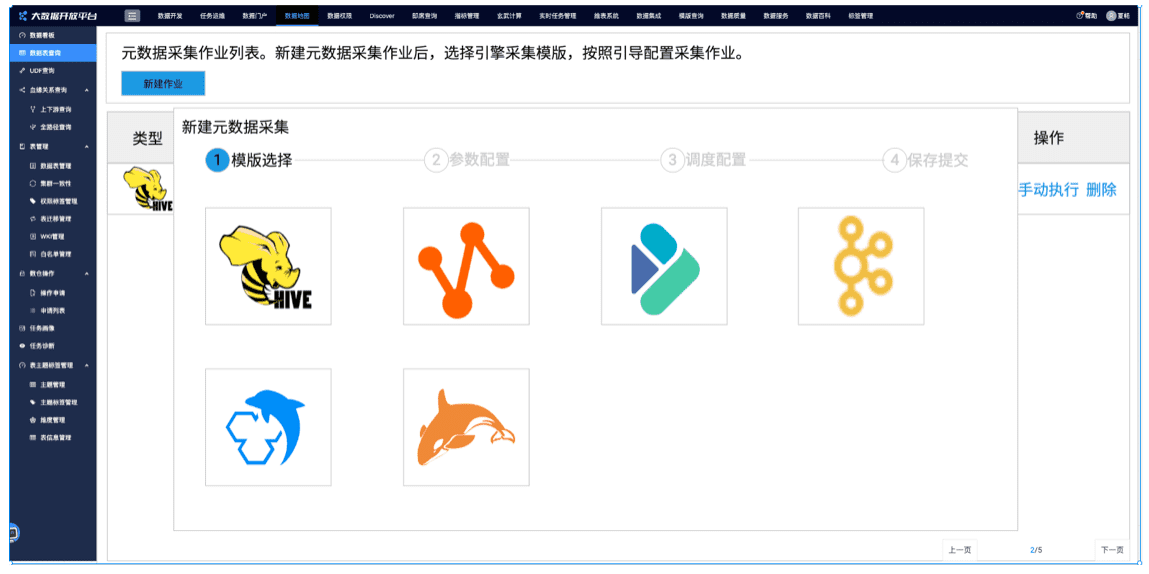 大数据开放平台
数据开发 任务运维 数据门户 数据地图 数据权限 Discover 即席查询 指标管理 玄武计算 实时任务管理 维表系统 数据集成 模版查询 数据质量 数据服务 数据百科 标签管理
帮助
数据看板
数据表查询
UDF查询
血缘关系查询
上下游查询
全路径查询
表管理
数据表管理
集群一致性
权限标签管理
表迁移管理
WIKI管理
白名单管理
数仓操作
操作申请
申请列表
任务画像
任务诊断
表主题标签管理
主题管理
主题标签管理
维度管理
表信息管理
元数据采集作业列表。新建元数据采集作业后，选择引擎采集模版，按照引导配置采集作业。
新建作业
类型
操作
HIVE
手动执行 删除
新建元数据采集
1 模版选择
2 参数配置
3 调度配置
4 保存提交
HIVE
上一页 2/5 下一页